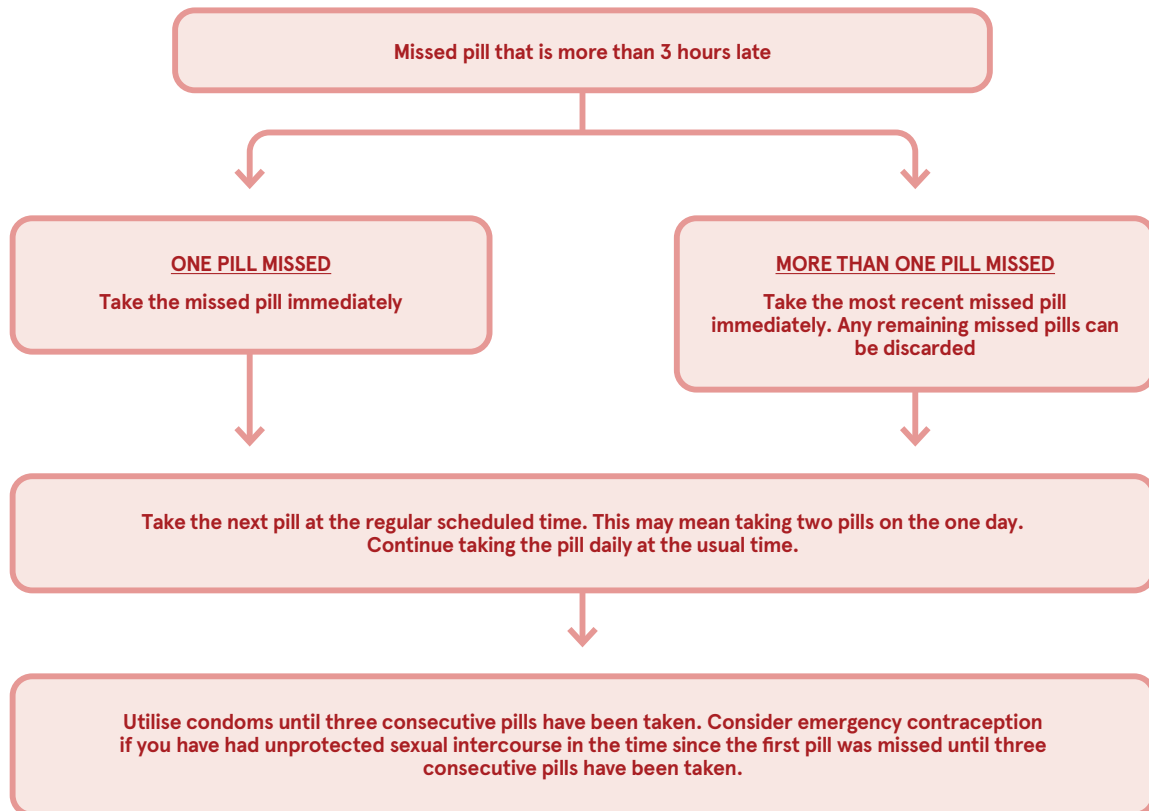 Missed pill that is more than 3 hours late
ONE PILL MISSED
Take the missed pill immediately
MORE THAN ONE PILL MISSED
Take the most recent missed pill
immediately. Any remaining missed pills can
be discarded
Take the next pill at the regular scheduled time. This may mean taking two pills on the one day.
Continue taking the pill daily at the usual time.
Utilise condoms until three consecutive pills have been taken. Consider emergency contraception
if you have had unprotected sexual intercourse in the time since the first pill was missed until three
consecutive pills have been taken.